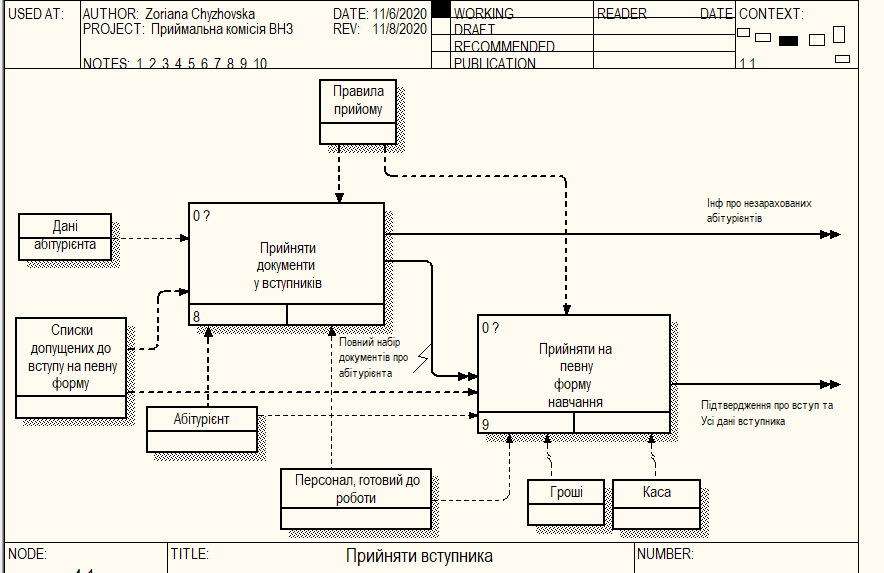 USED AT:
AUTHOR: Zoriana Chyzhovska
DATE: 11/6/2020
WORKING
READER
DATE
CONTEXT:
PROJECT: Приймальна комісія ВНЗ
REV: 11/8/2020
DRAFT
RECOMMENDED
NOTES: 1 2 3 4 5 6 7 8 9 10
PUBLICATION
Правила
прийому
Інф про незарахованих
абітурієнтів
0 ?
Дані
абітурієнта
Прийняти
документи
у вступників
8
Списки
допущених до
вступу на певну
форму
Повний набір
документів про
абітурієнта
0 ?
Прийняти на
певну
форму
навчання
9
Підтвердження про вступ та
Усі дані вступника
Абітурієнт
Персонал, готовий до
роботи
Гроші
Каса
NODE:
TITLE:
Прийняти вступника
NUMBER: